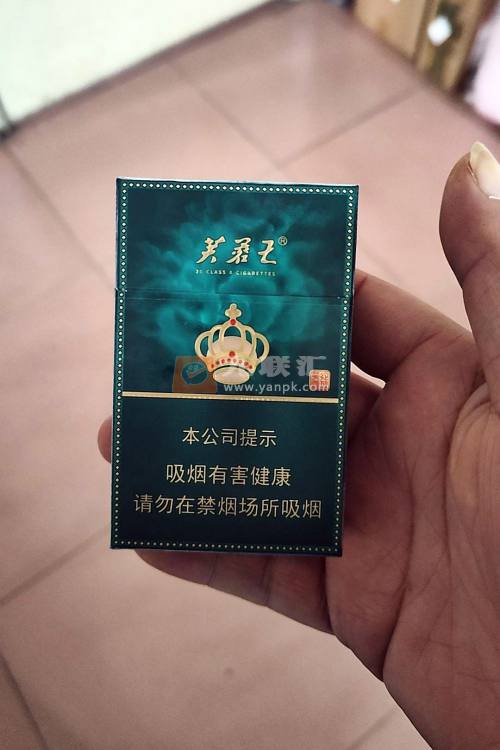 芙蓉王®
20 CLASS A CIGARETTES
联汇
www.yanpk.com
本公司提示
吸烟有害健康
请勿在禁烟场所吸烟